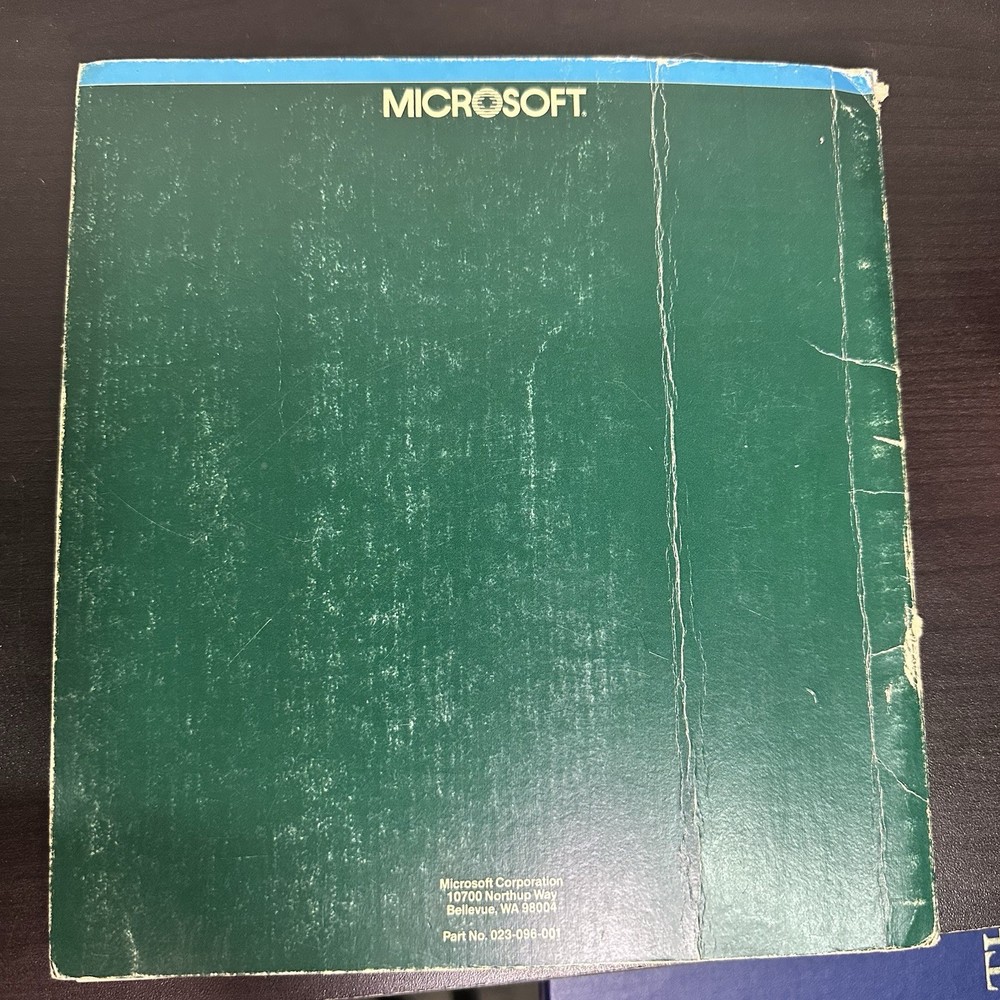 MICROSOFT®
Microsoft Corporation
10700 Northup Way
Bellevue, WA 98004
Part No. 023-096-001